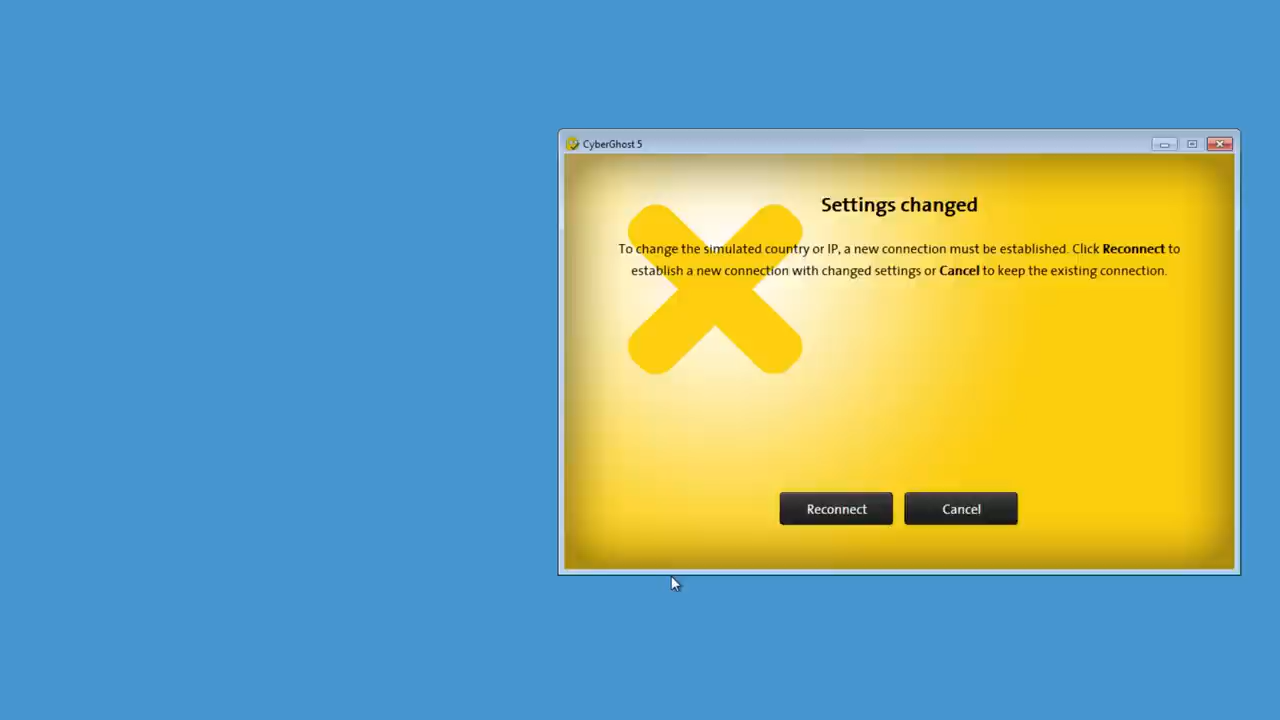 CyberGhost 5
Settings changed
To change the simulated country or IP, a new connection must be established. Click Reconnect to
establish a new connection with changed settings or Cancel to keep the existing connection.
Reconnect
Cancel